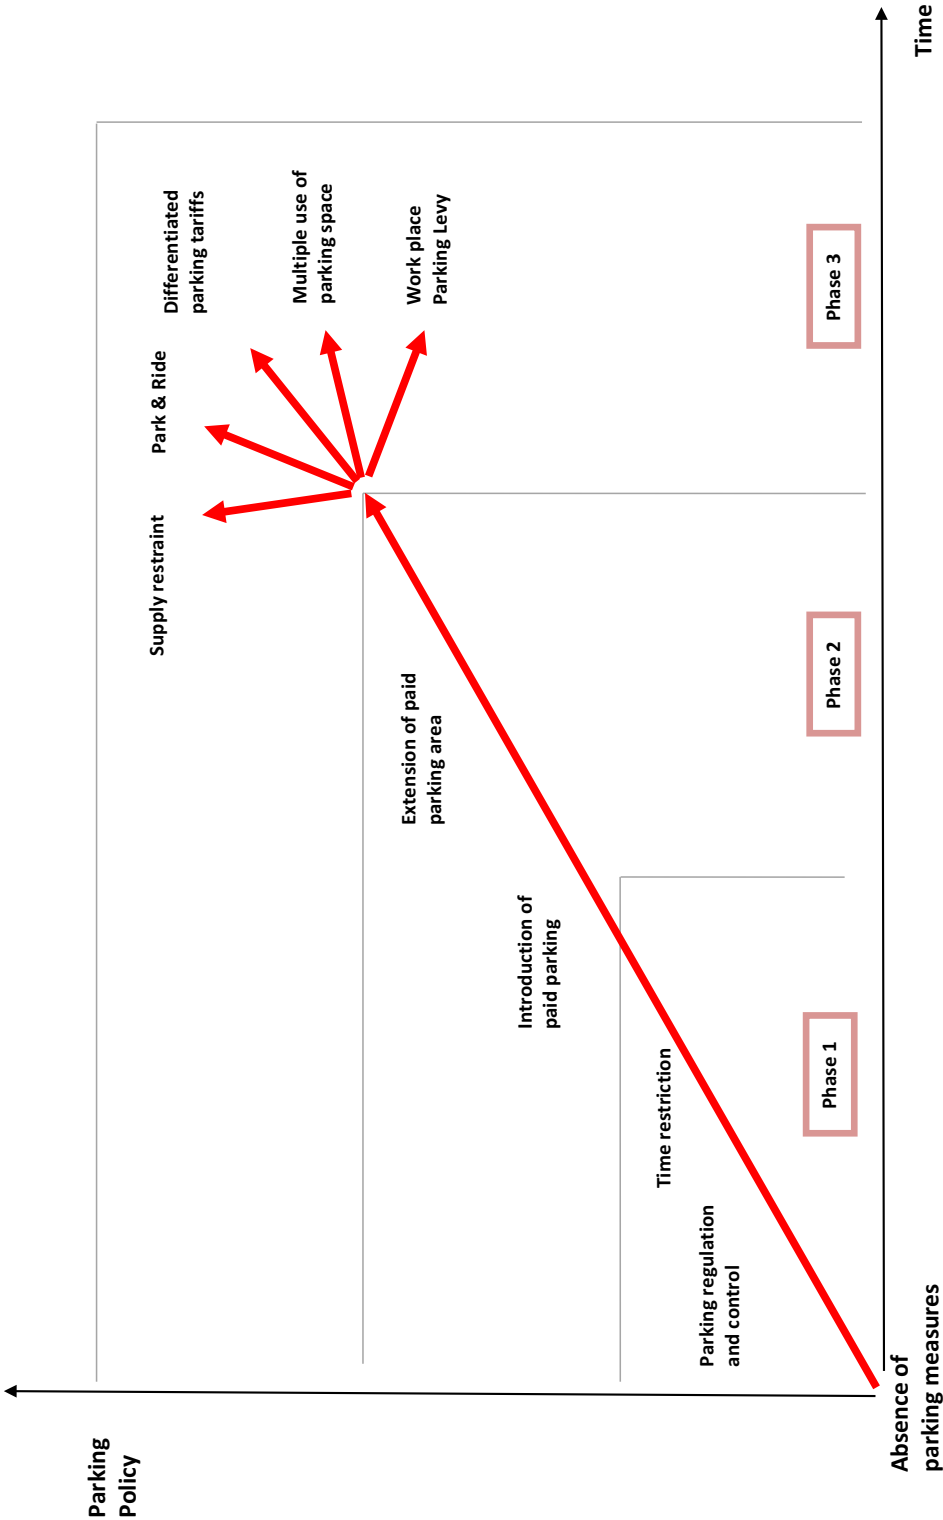 Parking
Policy
Supply restraint
Park & Ride
Differentiated
parking tariffs
Multiple use of
parking space
Work place
Parking Levy
Extension of paid
parking area
Introduction of
paid parking
Time restriction
Parking regulation
and control
Phase 1
Phase 2
Phase 3
Absence of
parking measures
Time